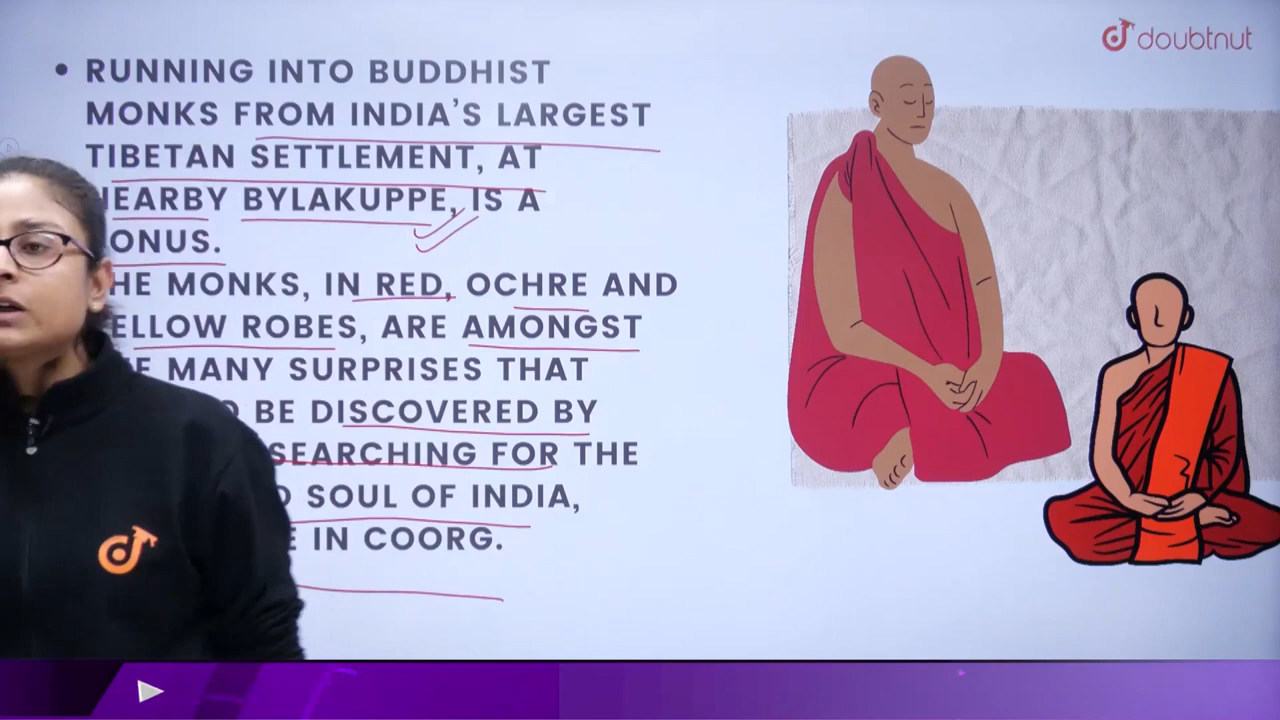 doubtnut
• RUNNING INTO BUDDHIST
MONKS FROM INDIA'S LARGEST
TIBETAN SETTLEMENT, AT
EARBY BYLAKUPPE, IS A
ONUS.
HE MONKS, IN RED, OCHRE AND
ELLOW ROBES, ARE AMONGST
E MANY SURPRISES THAT
BE DISCOVERED BY
SEARCHING FOR THE
SOUL OF INDIA,
E IN COORG.